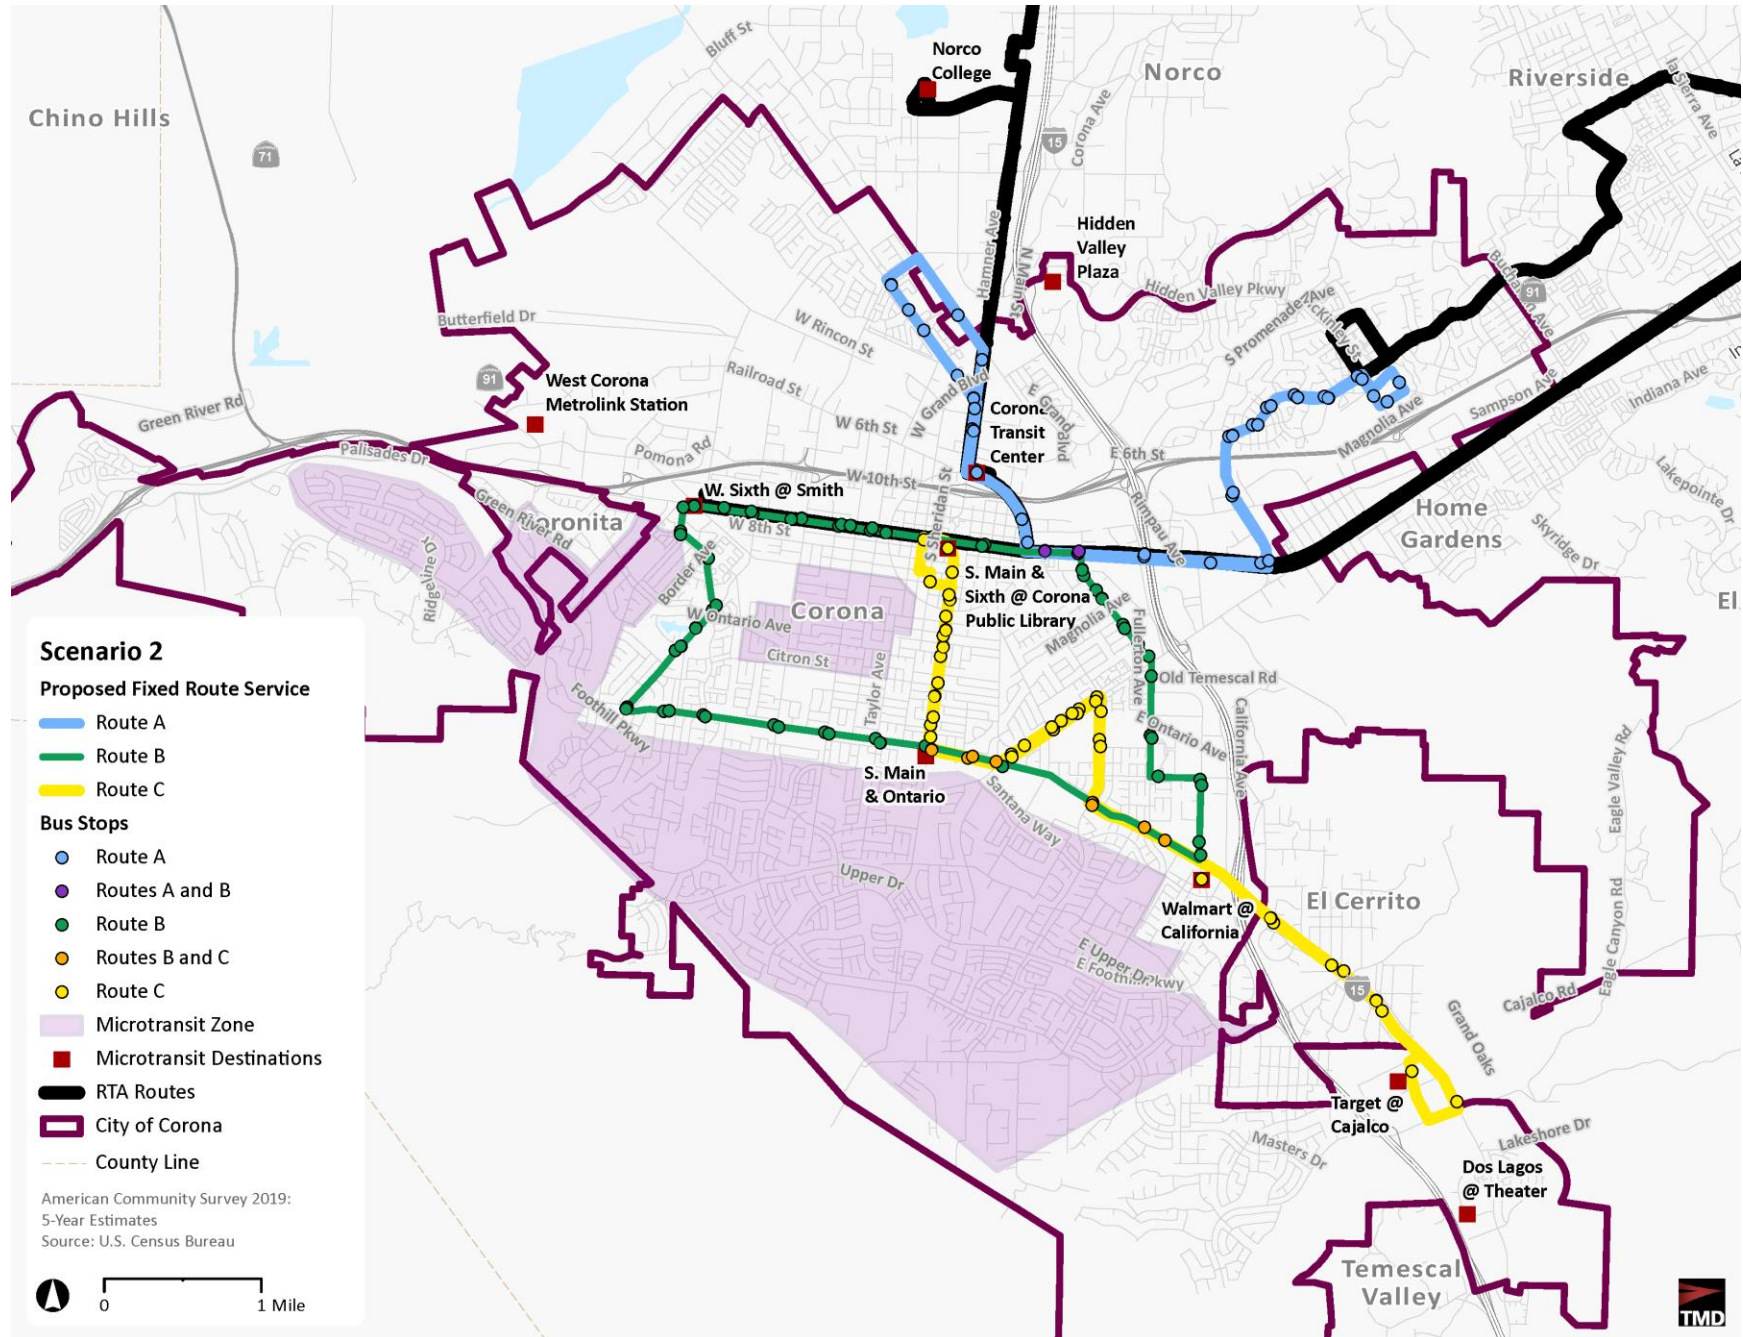 Bluff St
Norco
College
Norco
Riverside
la Sierra Ave
Chino Hills
71
15
Corona Ave
Hamner Ave
N Main St
Hidden
Valley
Plaza
Hidden Valley Pkwy
91
Butterfield Dr
W Rincon St
S Promenade Ave
McKinley St
Railroad St
91
West Corona
Metrolink Station
W Grand Blvd
E Grand Blvd
Corona
Transit
Center
Sampson Ave
Indiana Ave
Magnolia Ave
Green River Rd
W 6th St
Pomona Rd
Palisades Dr
E 6th St
W 10th St
Lakepointe Dr
W. Sixth @ Smith
S Sheridan St
Rimpau Ave
Home
Gardens
Green River Rd
Coronita
W 8th St
Skyridge Dr
Ridgeline Dr
Border Ave
S. Main &
Sixth @ Corona
Public Library
El
Corona
W Ontario Ave
Magnolia Ave
Fullerton Ave
Citron St
Taylor Ave
Old Temescal Rd
Foothill Pkwy
E Ontario Ave
California Ave
Eagle Valley Rd
S. Main
& Ontario
Santana Way
Upper Dr
Walmart @
California
El Cerrito
E Upper Dr
E Foothill Pkwy
15
Eagle Canyon Rd
Cajalco Rd
Grand Oaks
Target @
Cajalco
Lakeshore Dr
Masters Dr
Dos Lagos
@ Theater
Temescal
Valley
Scenario 2
Proposed Fixed Route Service
Route A
Route B
Route C
Bus Stops
Route A
Routes A and B
Route B
Routes B and C
Route C
Microtransit Zone
Microtransit Destinations
RTA Routes
City of Corona
County Line
American Community Survey 2019:
5-Year Estimates
Source: U.S. Census Bureau
0
1 Mile
TMD